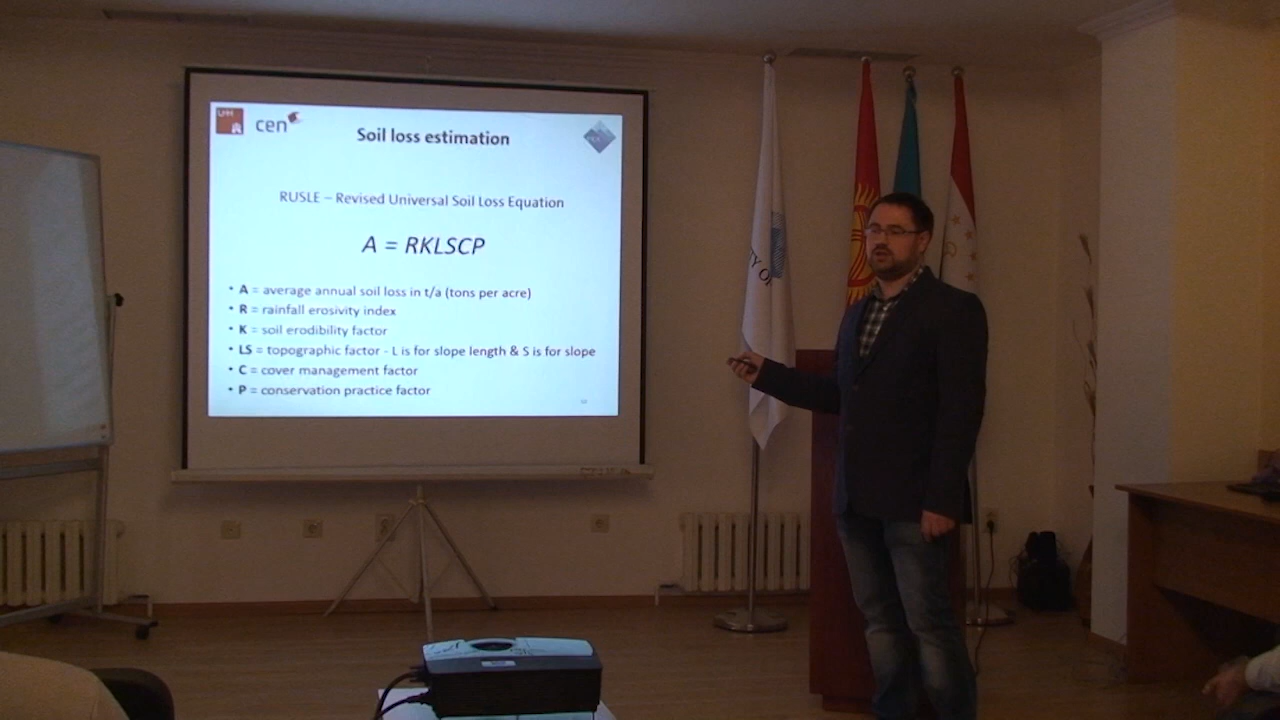 cen
Soil loss estimation
RUSLE – Revised Universal Soil Loss Equation
A = RKLSCP
• A = average annual soil loss in t/a (tons per acre)
• R = rainfall erosivity index
• K = soil erodibility factor
• LS = topographic factor - L is for slope length & S is for slope
• C = cover management factor
• P = conservation practice factor
TY OF